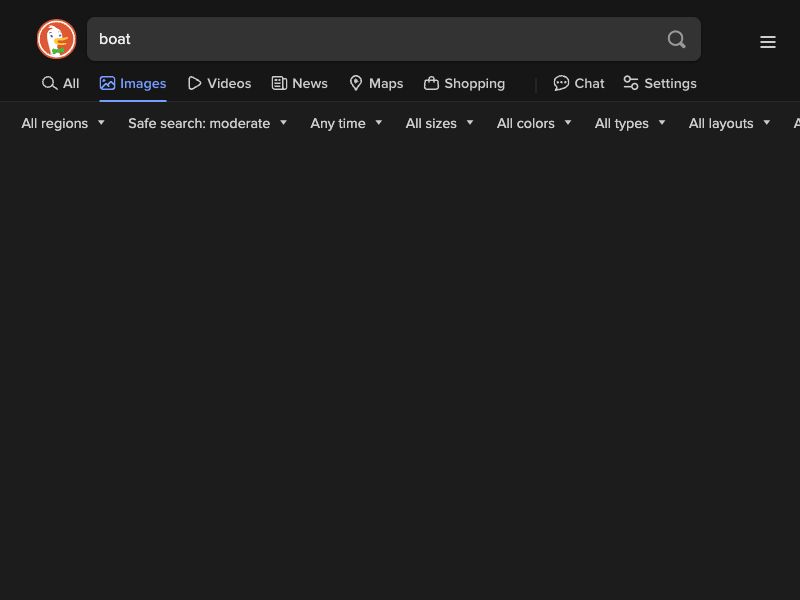 boat
All Images Videos News Maps Shopping Chat Settings
All regions Safe search: moderate Any time All sizes All colors All types All layouts